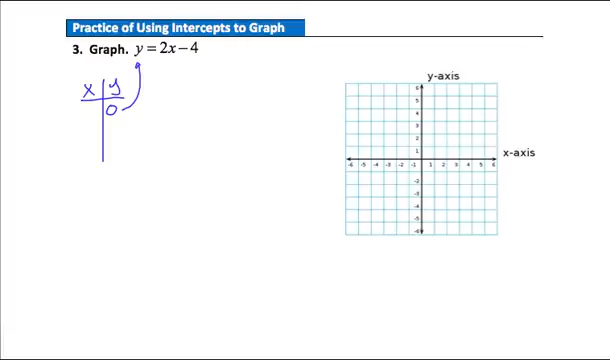 Practice of Using Intercepts to Graph
3. Graph. y = 2x − 4
x y
0
y-axis
6
5
4
3
2
1
-6 -5 -4 -3 -2 -1 1 2 3 4 5 6 x-axis
-2
-3
-4
-5
-6